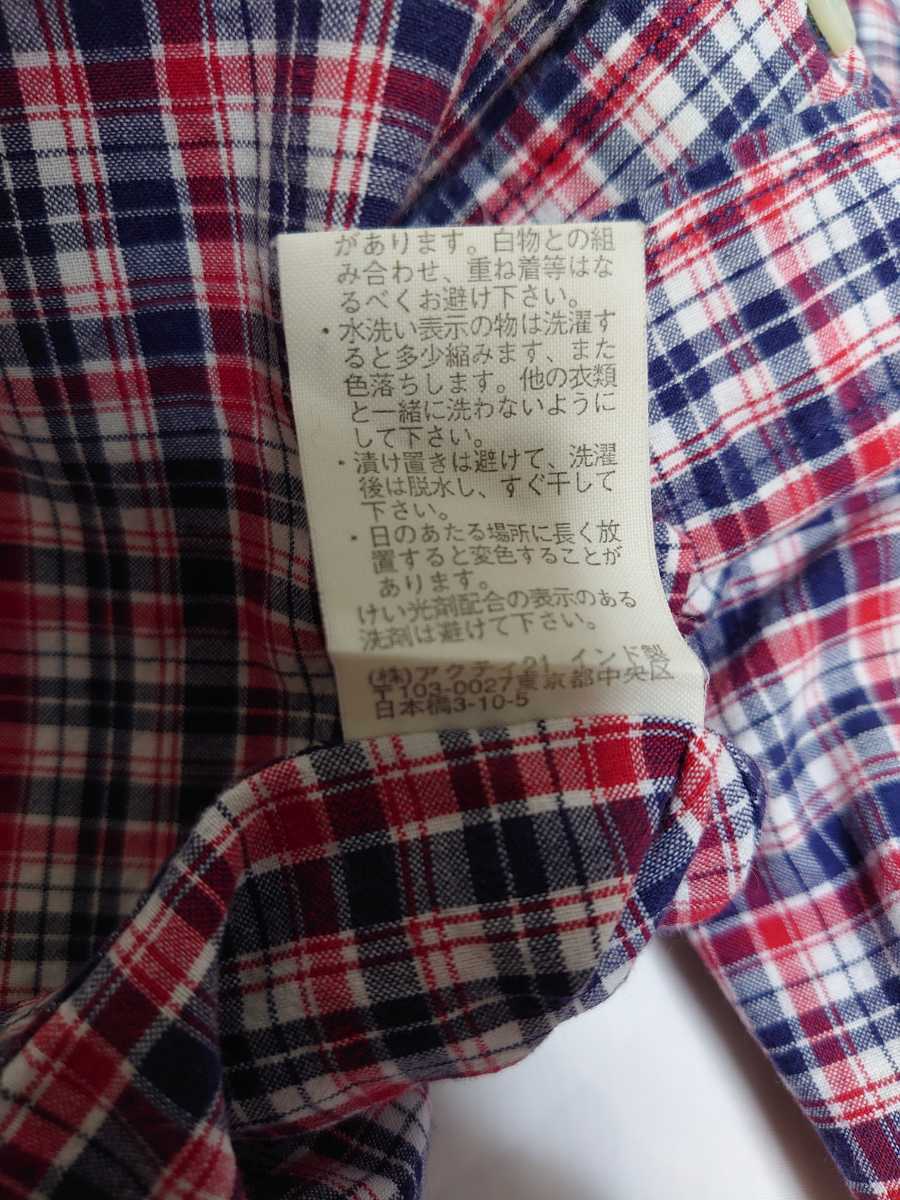 があります。白物との組
み合わせ、重ね着等はな
るべくお避け下さい。
・水洗い表示の物は洗濯す
ると多少縮みます、また
色落ちします。他の衣類
と一緒に洗わないように
して下さい。
・漬け置きは避けて、洗濯
後は脱水し、すぐ干して
下さい。
・日のあたる場所に長く放
置すると変色することが
あります。
けい光剤配合の表示のある
洗剤は避けて下さい。
(株)アクティ21 インド製
〒103-0027東京都中央区
日本橋3-10-5